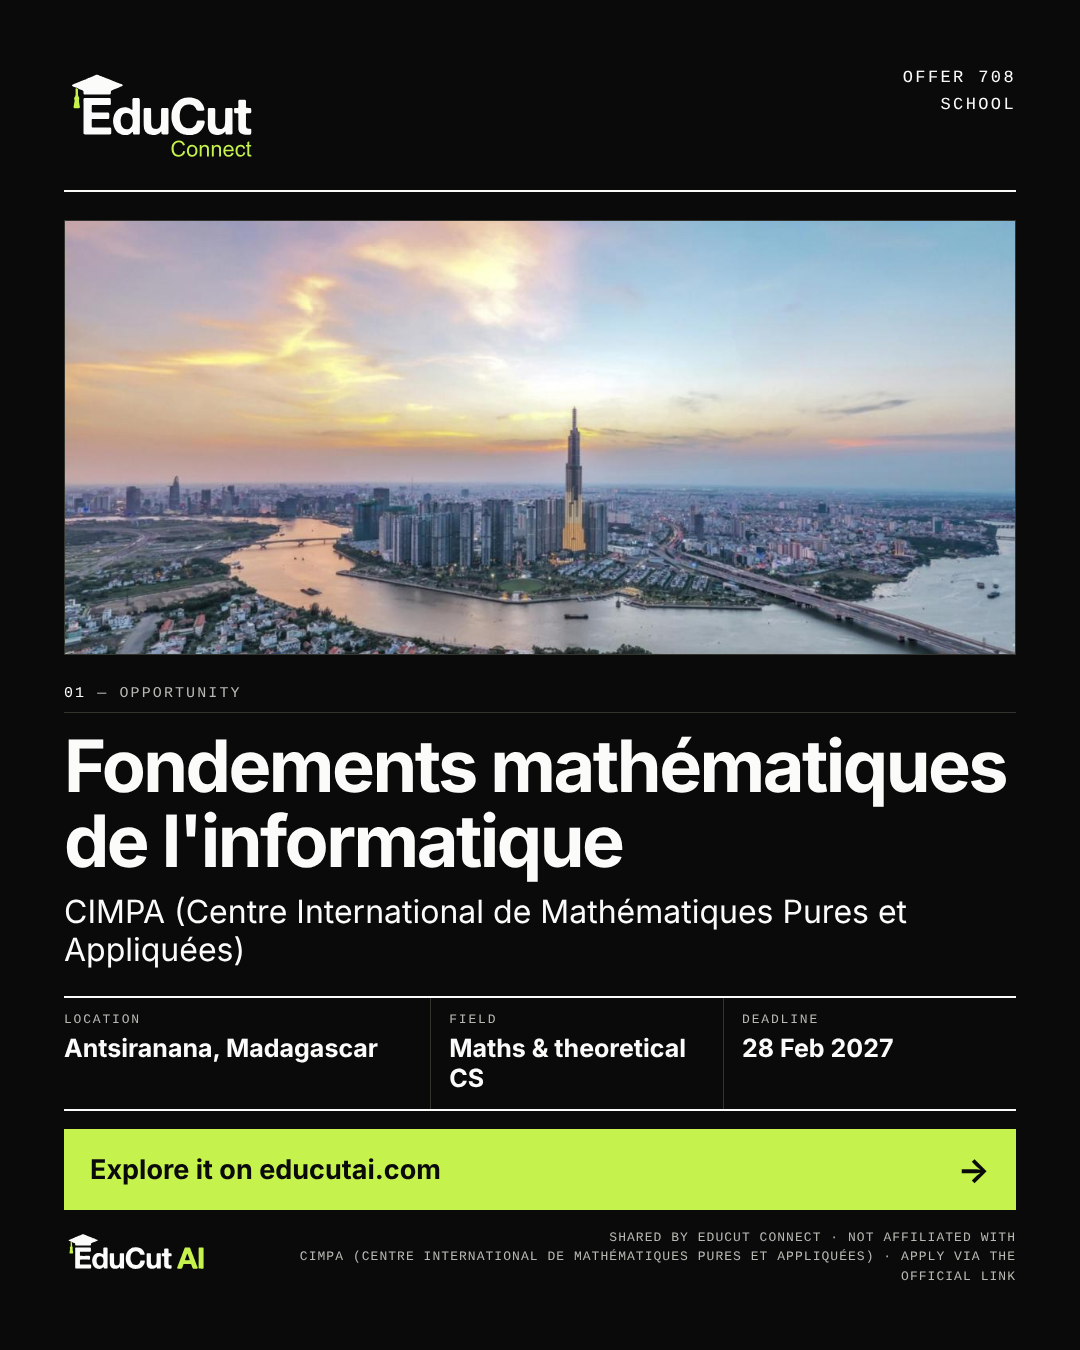 EduCut
Connect
OFFER 708
SCHOOL
01 — OPPORTUNITY
Fondements mathématiques
de l'informatique
CIMPA (Centre International de Mathématiques Pures et
Appliquées)
LOCATION
Antsiranana, Madagascar
FIELD
Maths & theoretical
CS
DEADLINE
28 Feb 2027
Explore it on educutai.com →
EduCut AI
SHARED BY EDUCUT CONNECT · NOT AFFILIATED WITH
CIMPA (CENTRE INTERNATIONAL DE MATHÉMATIQUES PURES ET APPLIQUÉES) · APPLY VIA THE
OFFICIAL LINK